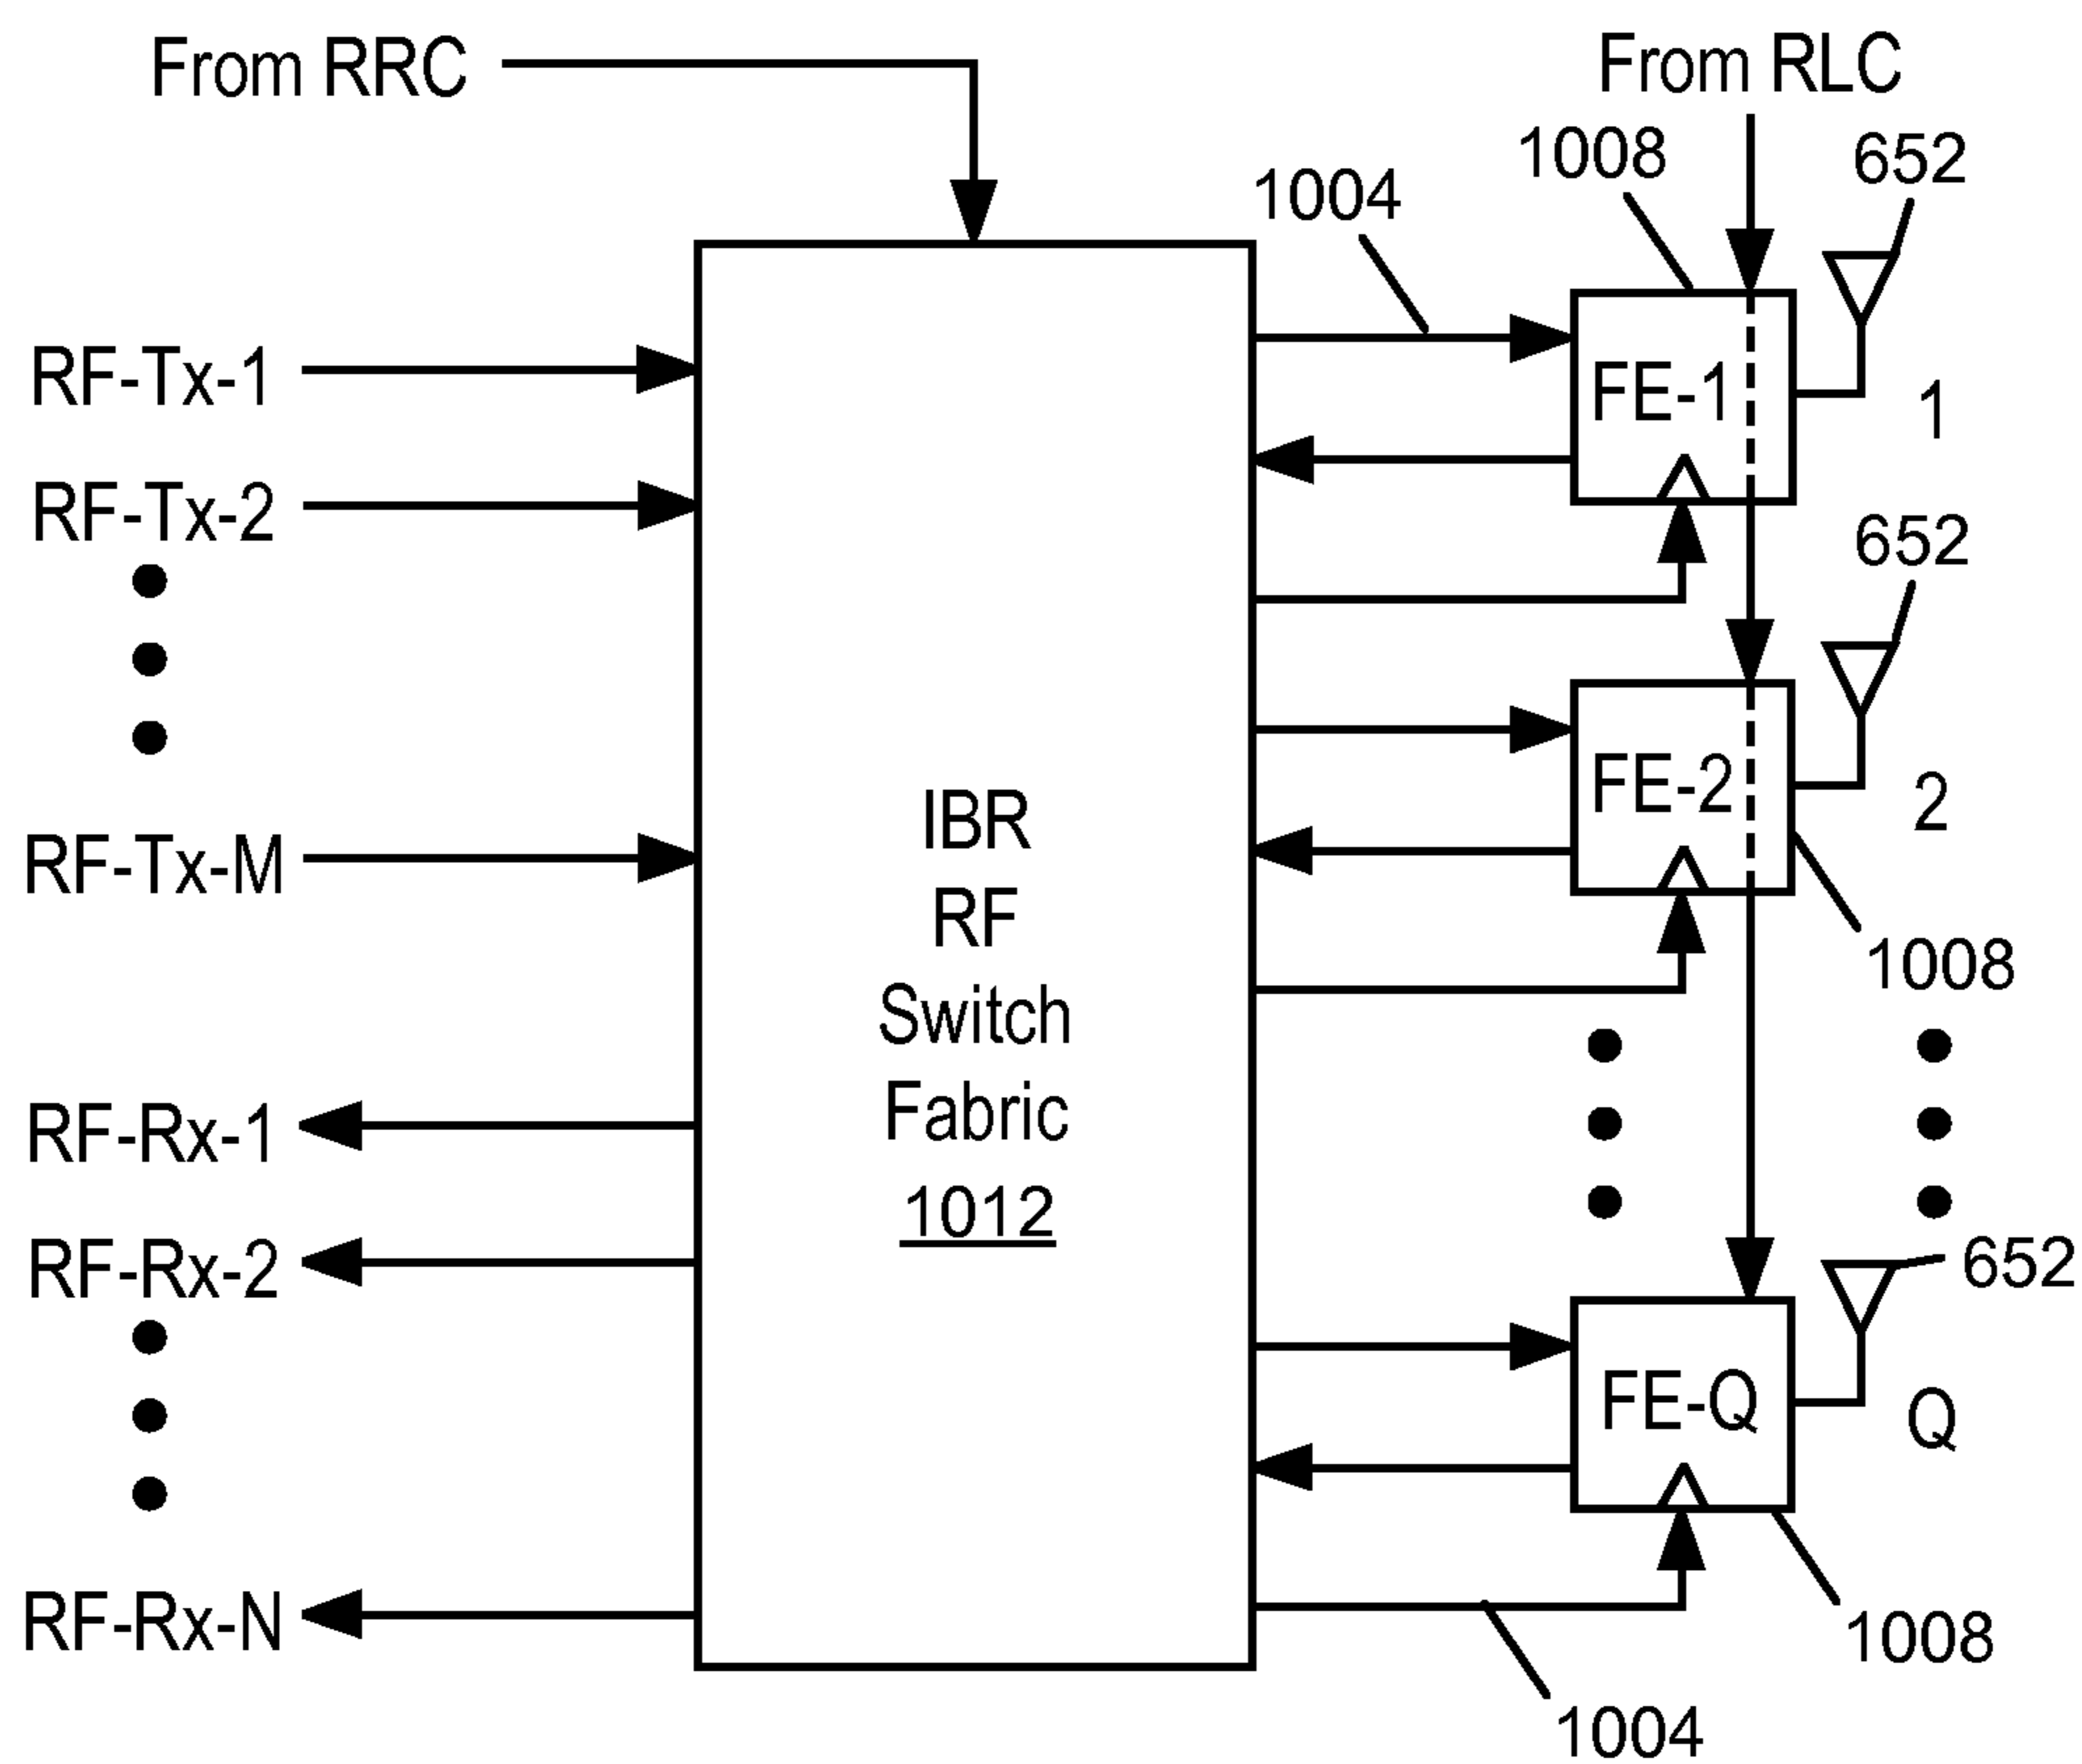 From RRC
From RLC
1008
652
1004
RF-Tx-1
FE-1
1
RF-Tx-2
652
FE-2
2
RF-Tx-M
1008
IBR
RF
Switch
Fabric
1012
RF-Rx-1
RF-Rx-2
652
FE-Q
Q
RF-Rx-N
1008
1004